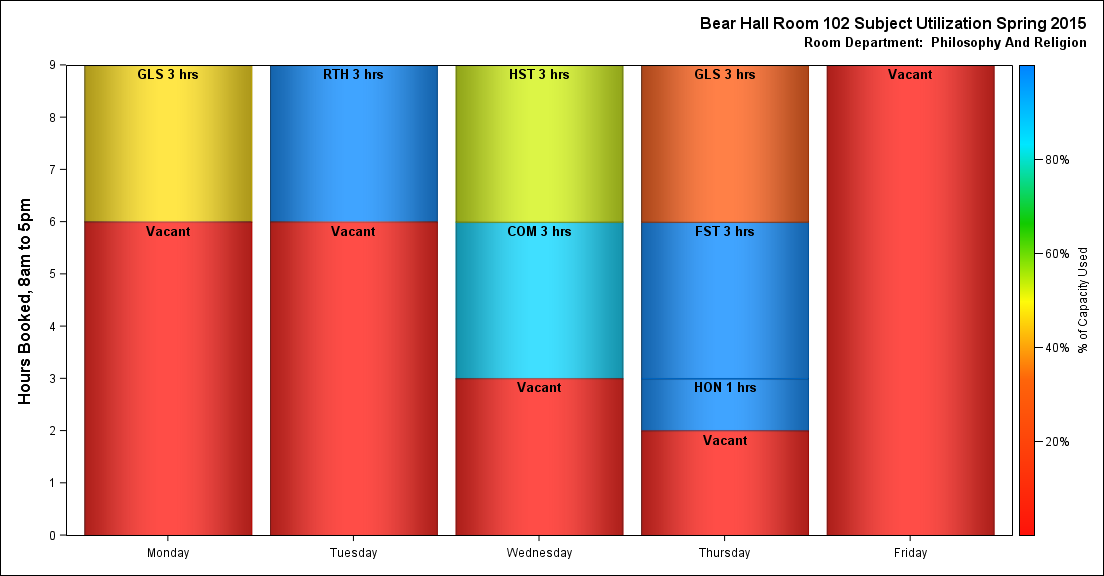 Bear Hall Room 102 Subject Utilization Spring 2015
Room Department:  Philosophy And Religion
Hours Booked, 8am to 5pm
9
8
7
6
5
4
3
2
1
0
GLS 3 hrs
Vacant
RTH 3 hrs
Vacant
HST 3 hrs
COM 3 hrs
Vacant
GLS 3 hrs
FST 3 hrs
HON 1 hrs
Vacant
Vacant
Monday
Tuesday
Wednesday
Thursday
Friday
80%
60%
40%
20%
% of Capacity Used